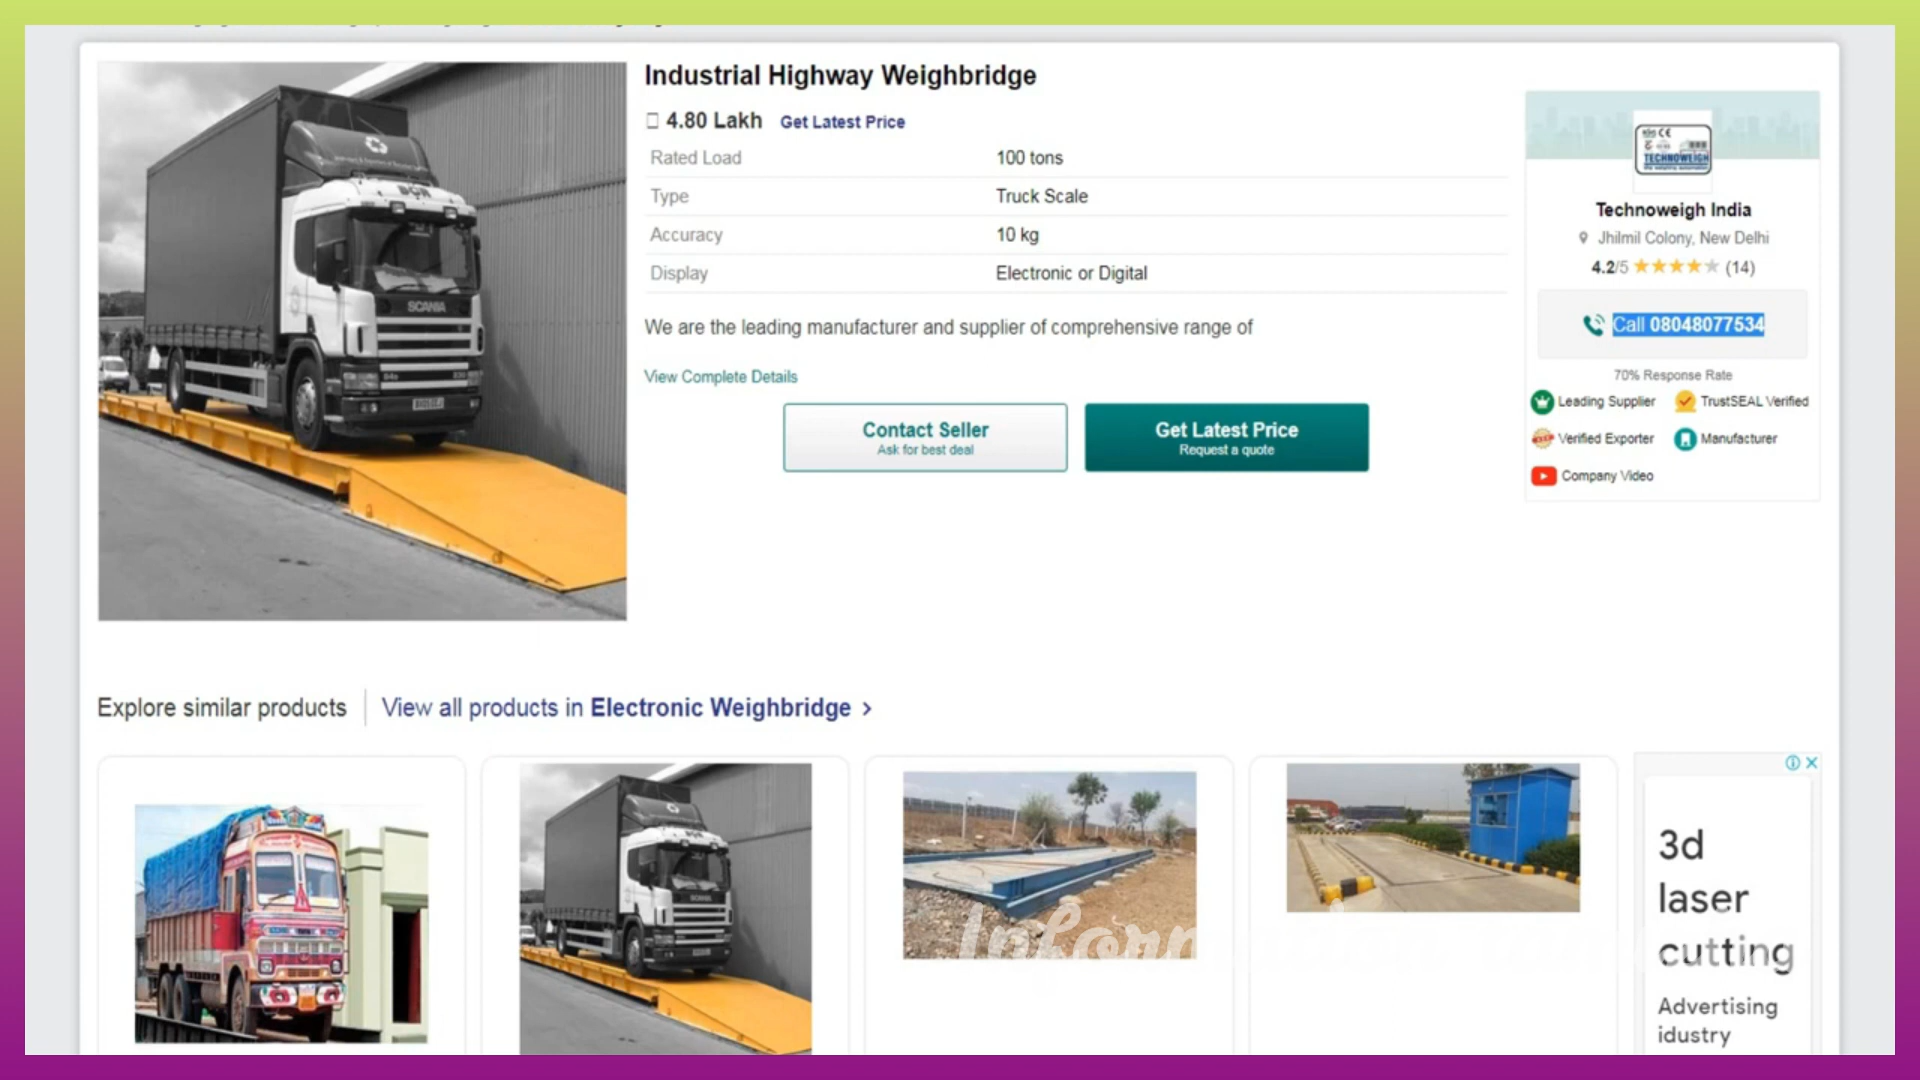 Industrial Highway Weighbridge
4.80 Lakh Get Latest Price
Rated Load 100 tons
Type Truck Scale
Accuracy 10 kg
Display Electronic or Digital
We are the leading manufacturer and supplier of comprehensive range of
View Complete Details
Contact Seller
Ask for best deal
Get Latest Price
Request a quote
TECHNOWEIGH
Technoweigh India
Jhilmil Colony, New Delhi
4.2/5 (14)
Call 08048077534
70% Response Rate
Leading Supplier TrustSEAL Verified
Verified Exporter Manufacturer
Company Video
SCANIA
Explore similar products View all products in Electronic Weighbridge >
3d
laser
cutting
Advertising
idustry